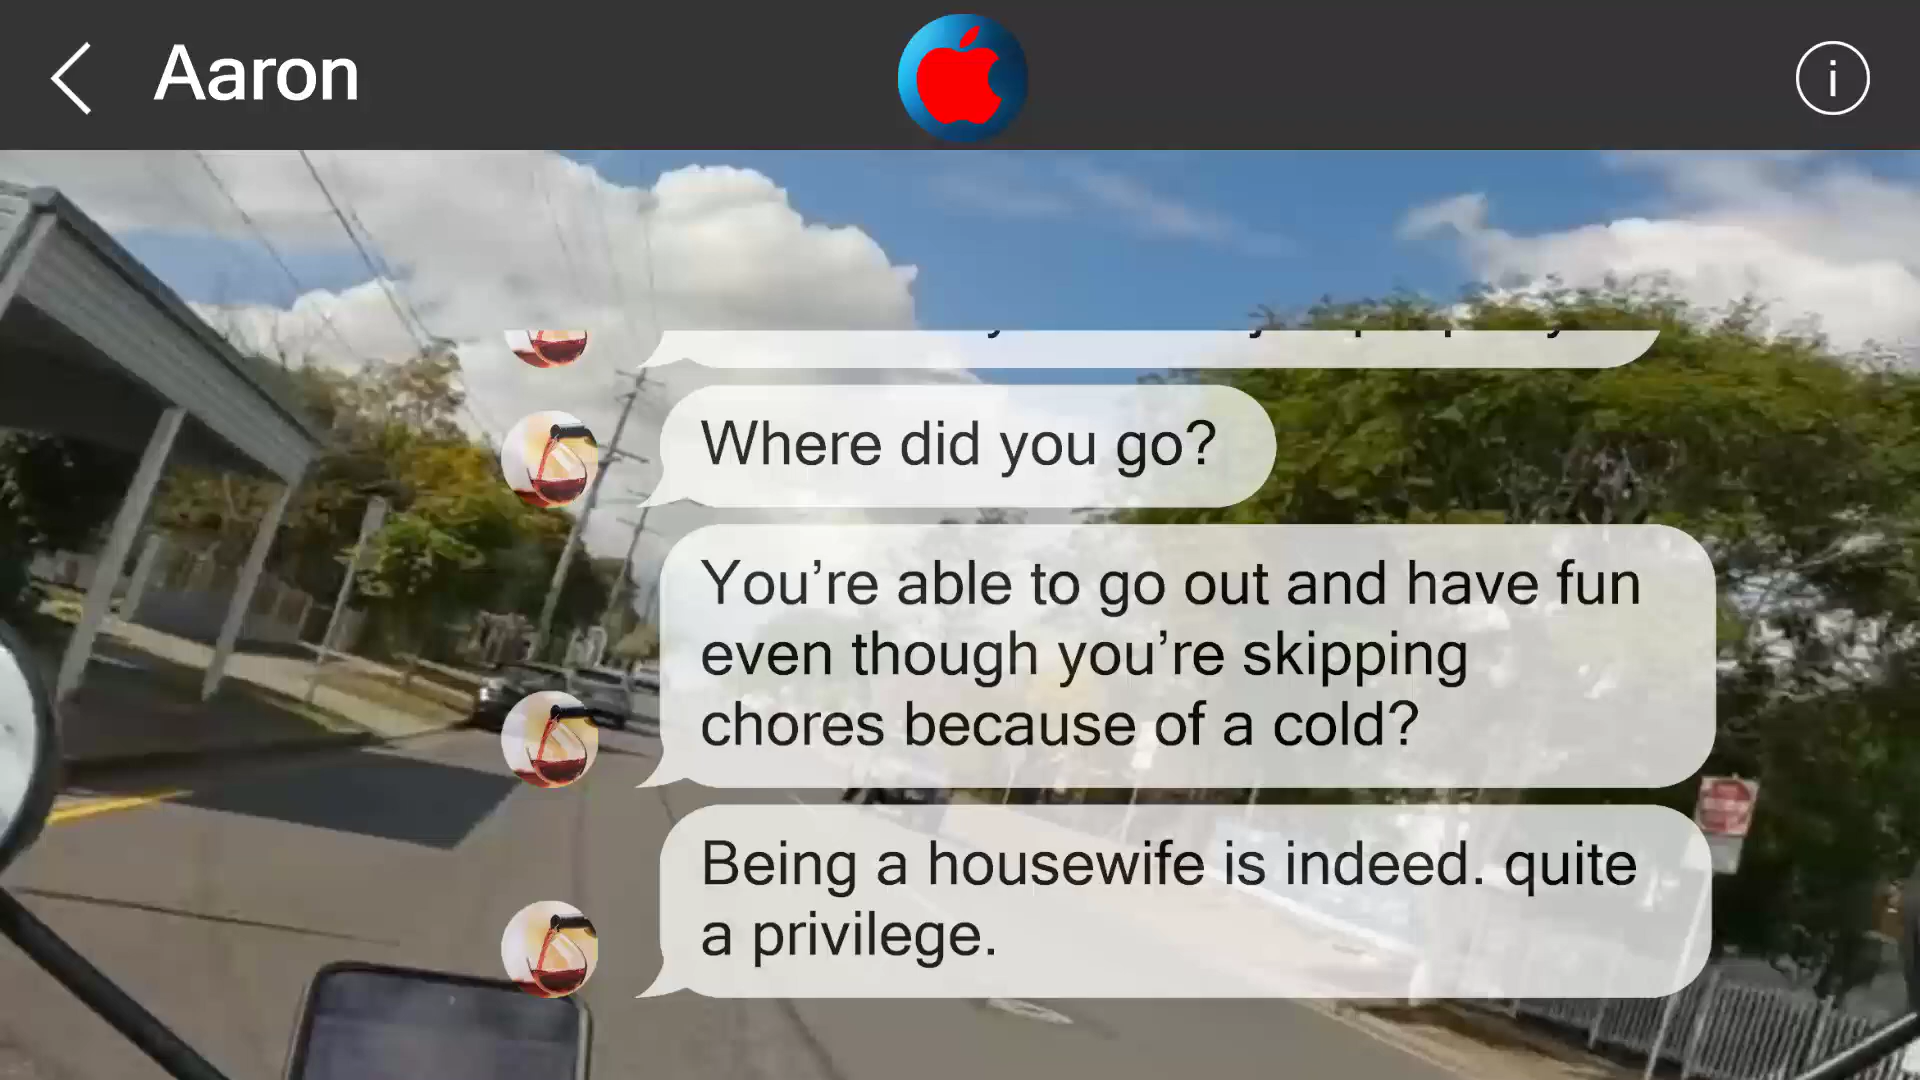 Aaron
Where did you go?
You’re able to go out and have fun
even though you’re skipping
chores because of a cold?
Being a housewife is indeed. quite
a privilege.